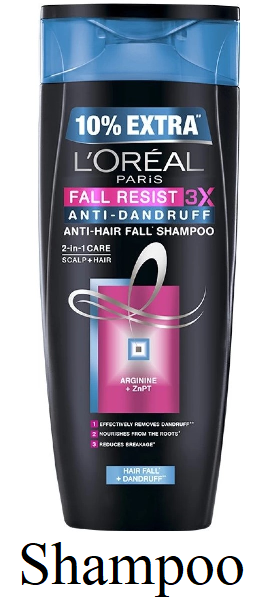 10% EXTRA**
L'ORÉAL
PARiS
FALL RESIST 3X
ANTI-DANDRUFF
ANTI-HAIR FALL* SHAMPOO
2-in-1 CARE
SCALP + HAIR
ARGININE
+ ZnPT
1 EFFECTIVELY REMOVES DANDRUFF**
2 NOURISHES FROM THE ROOTS*
3 REDUCES BREAKAGE*
HAIR FALL*
+ DANDRUFF**
Shampoo